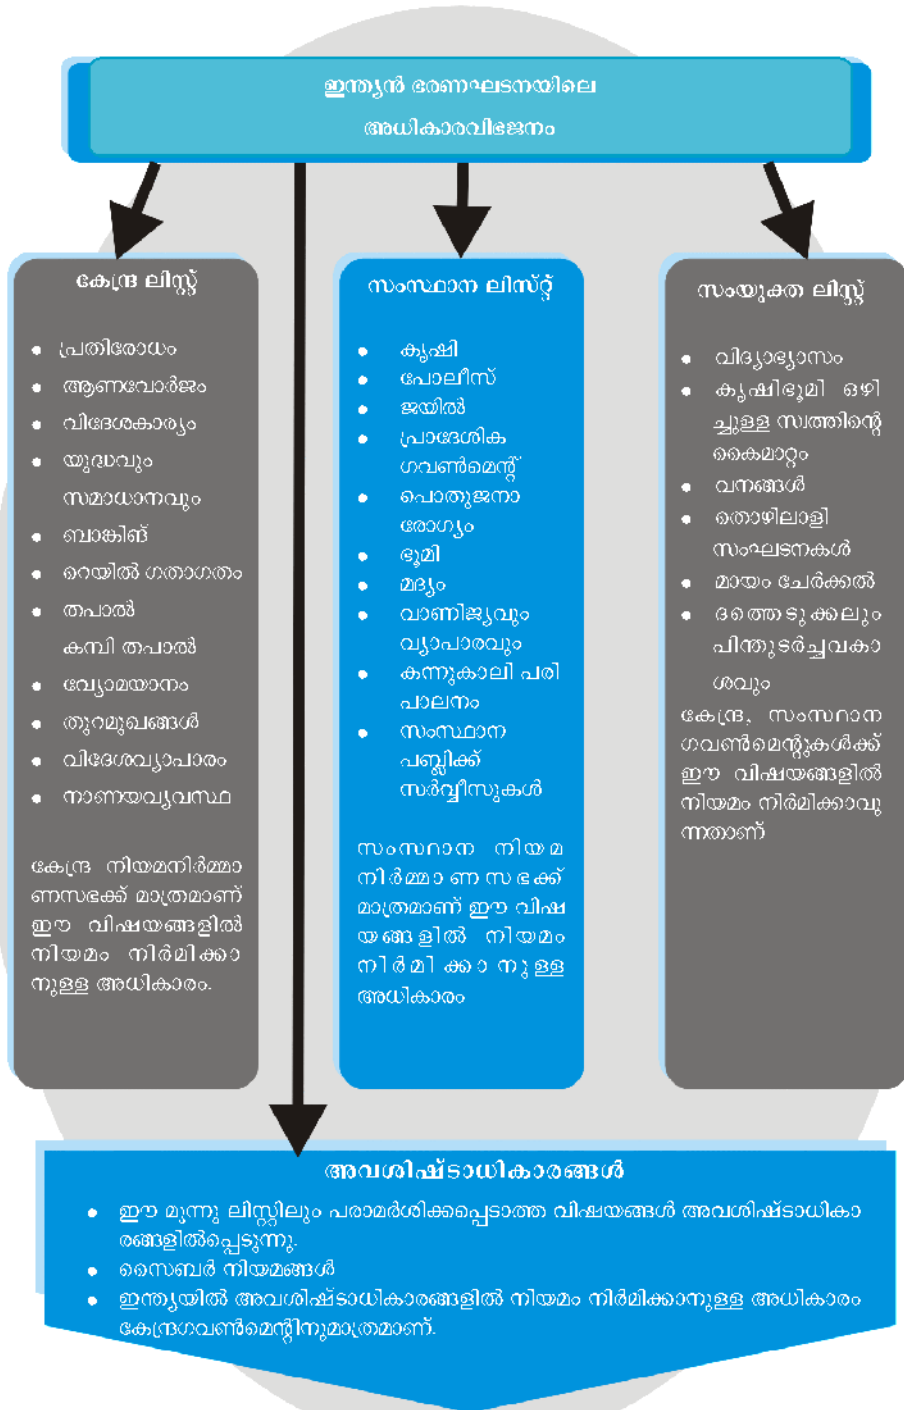 ഇന്ത്യൻ ഭരണഘടനയിലെ
അധികാരവിഭജനം
കേന്ദ്ര ലിസ്റ്റ്
• പ്രതിരോധം
• ആണവോർജം
• വിദേശകാര്യം
• യുദ്ധവും
സമാധാനവും
• ബാങ്കിങ്
• റെയിൽ ഗതാഗതം
• തപാൽ
കമ്പി തപാൽ
• വ്യോമയാനം
• തുറമുഖങ്ങൾ
• വിദേശവ്യാപാരം
• നാണയവ്യവസ്ഥ
കേന്ദ്ര നിയമനിർമ്മാ
ണസഭക്ക് മാത്രമാണ്
ഈ വിഷയങ്ങളിൽ
നിയമം നിർമിക്കാ
നുള്ള അധികാരം.
സംസ്ഥാന ലിസ്റ്റ്
• കൃഷി
• പോലീസ്
• ജയിൽ
• പ്രാദേശിക
ഗവൺമെന്റ്
• പൊതുജനാ
രോഗ്യം
• ഭൂമി
• മദ്യം
• വാണിജ്യവും
വ്യാപാരവും
• കന്നുകാലി പരി
പാലനം
• സംസ്ഥാന
പബ്ലിക്ക്
സർവ്വീസുകൾ
സംസഥാന നിയമ
നിർമ്മാണസഭക്ക്
മാത്രമാണ് ഈ വിഷ
യങ്ങളിൽ നിയമം
നിർമിക്കാനുള്ള
അധികാരം
സംയുക്ത ലിസ്റ്റ്
• വിദ്യാഭ്യാസം
• കൃഷിഭൂമി ഒഴി
ച്ചുള്ള സ്വത്തിന്റെ
കൈമാറ്റം
• വനങ്ങൾ
• തൊഴിലാളി
സംഘടനകൾ
• മായം ചേർക്കൽ
• ദത്തെടുക്കലും
പിന്തുടർച്ചവകാ
ശവും
കേന്ദ്ര, സംസഥാന
ഗവൺമെന്റുകൾക്ക്
ഈ വിഷയങ്ങളിൽ
നിയമം നിർമിക്കാവു
ന്നതാണ്
അവശിഷ്ടാധികാരങ്ങൾ
• ഈ മൂന്നു ലിസ്റ്റിലും പരാമർശിക്കപ്പെടാത്ത വിഷയങ്ങൾ അവശിഷ്ടാധികാ
രങ്ങളിൽപ്പെടുന്നു.
• സൈബർ നിയമങ്ങൾ
• ഇന്ത്യയിൽ അവശിഷ്ടാധികാരങ്ങളിൽ നിയമം നിർമിക്കാനുള്ള അധികാരം
കേന്ദ്രഗവൺമെന്റിനുമാത്രമാണ്.